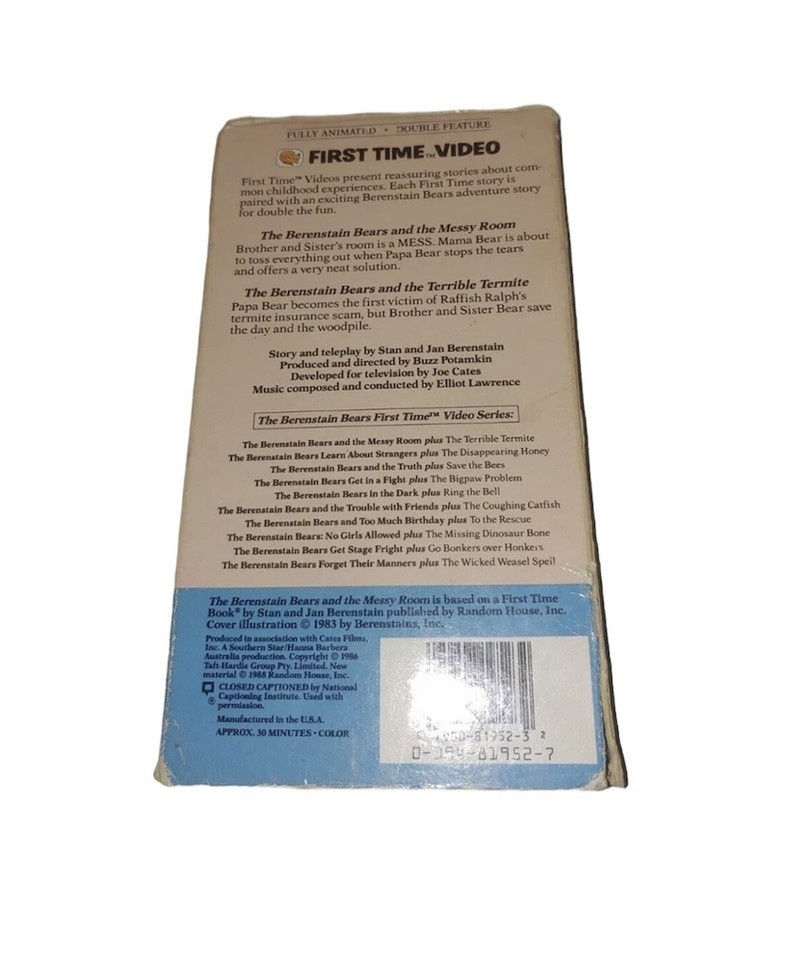 FULLY ANIMATED • DOUBLE FEATURE
FIRST TIME™ VIDEO
First Time™ Videos present reassuring stories about com-
mon childhood experiences. Each First Time story is
paired with an exciting Berenstain Bears adventure story
for double the fun.
The Berenstain Bears and the Messy Room
Brother and Sister's room is a MESS. Mama Bear is about
to toss everything out when Papa Bear stops the tears
and offers a very neat solution.
The Berenstain Bears and the Terrible Termite
Papa Bear becomes the first victim of Raffish Ralph's
termite insurance scam, but Brother and Sister Bear save
the day and the woodpile.
Story and teleplay by Stan and Jan Berenstain
Produced and directed by Buzz Potamkin
Developed for television by Joe Cates
Music composed and conducted by Elliot Lawrence
The Berenstain Bears First Time™ Video Series:
The Berenstain Bears and the Messy Room plus The Terrible Termite
The Berenstain Bears Learn About Strangers plus The Disappearing Honey
The Berenstain Bears and the Truth plus Save the Bees
The Berenstain Bears Get in a Fight plus The Bigpaw Problem
The Berenstain Bears in the Dark plus Ring the Bell
The Berenstain Bears and the Trouble with Friends plus The Coughing Catfish
The Berenstain Bears and Too Much Birthday plus To the Rescue
The Berenstain Bears: No Girls Allowed plus The Missing Dinosaur Bone
The Berenstain Bears Get Stage Fright plus Go Bonkers over Honkers
The Berenstain Bears Forget Their Manners plus The Wicked Weasel Spell
The Berenstain Bears and the Messy Room is based on a First Time
Book® by Stan and Jan Berenstain published by Random House, Inc.
Cover illustration © 1983 by Berenstains, Inc.
Produced in association with Cates Films,
Inc. A Southern Star/Hanna Barbera
Australia production. Copyright © 1986
Taft-Hardie Group Pty. Limited. New
material © 1988 Random House, Inc.
CLOSED CAPTIONED by National
Captioning Institute. Used with
permission.
Manufactured in the U.S.A.
APPROX. 30 MINUTES • COLOR
81952-3 2
81952-7